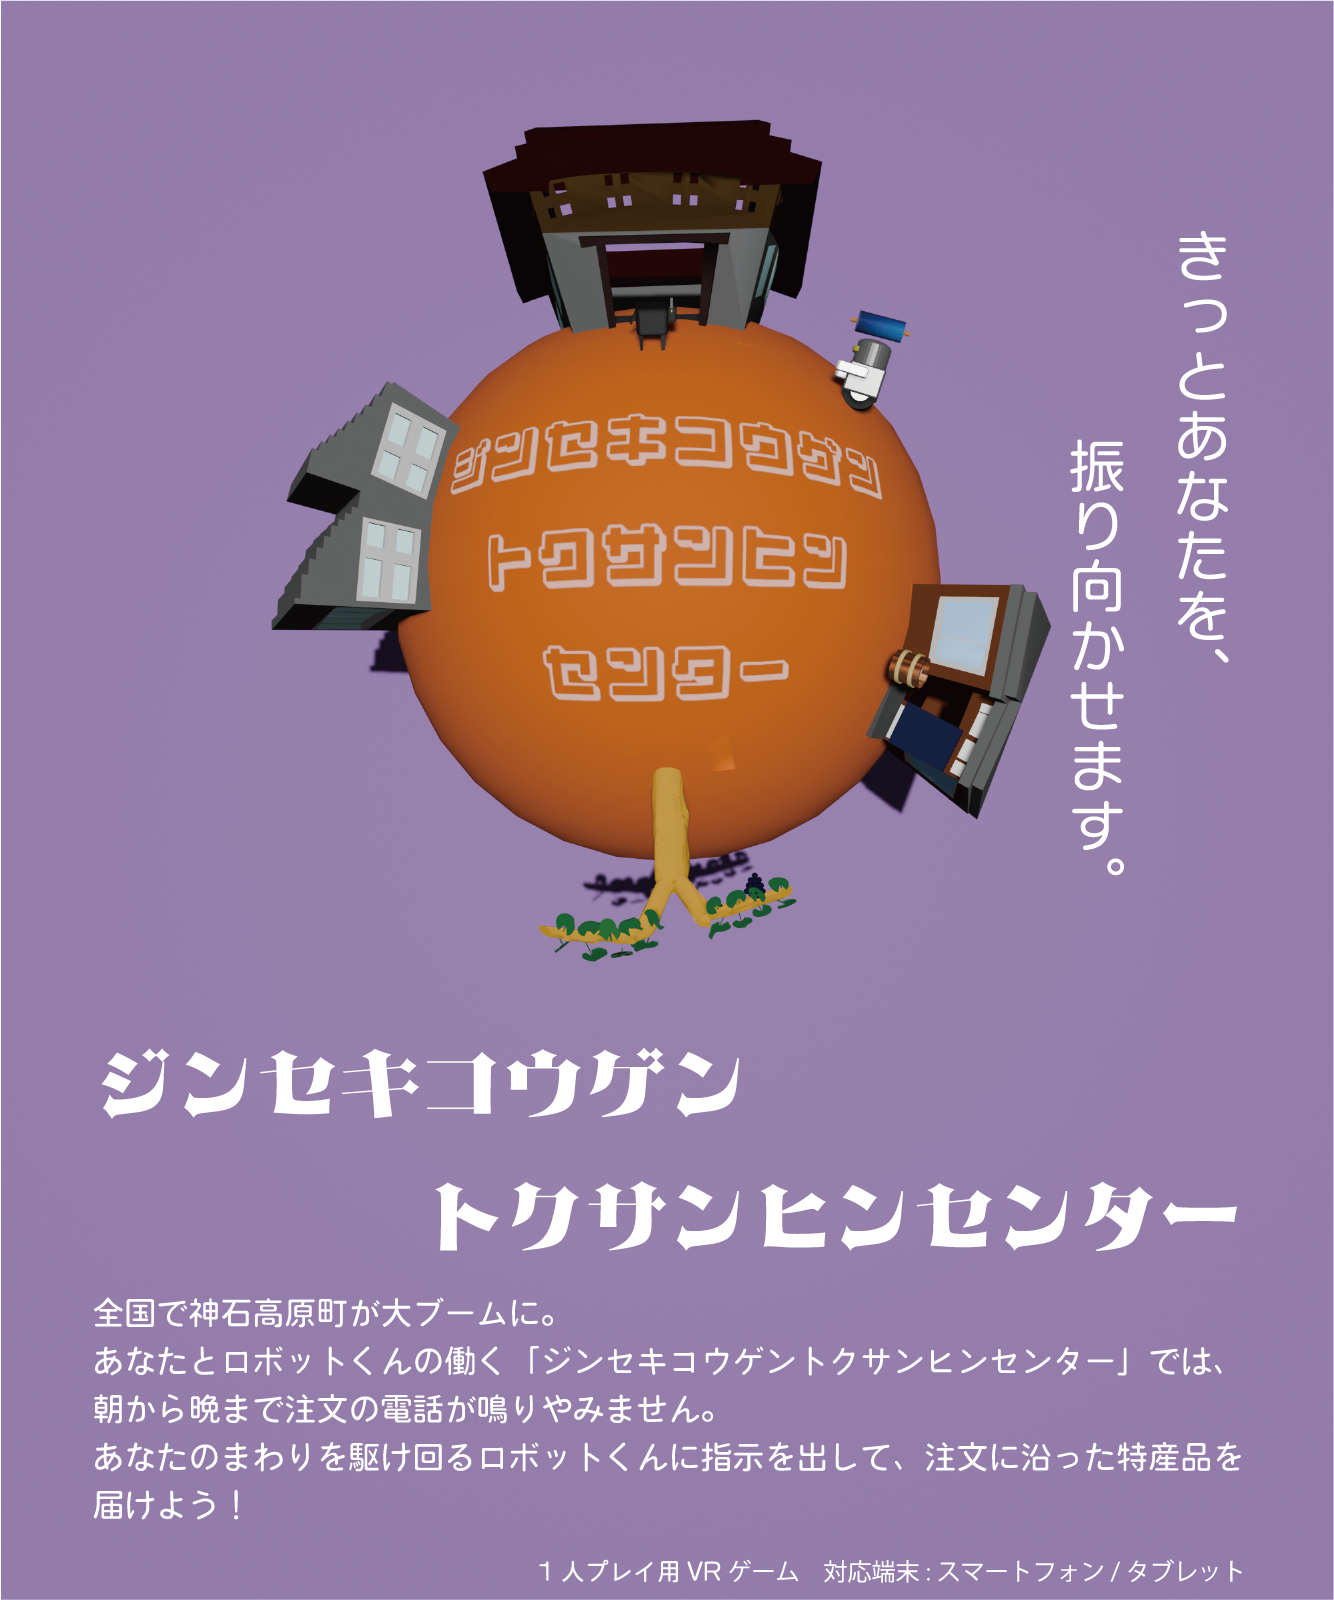 きっとあなたを、
振り向かせます。
ジンセキコウゲン
トクサンヒン
センター
ジンセキコウゲン
トクサンヒンセンター
全国で神石高原町が大ブームに。
あなたとロボットくんの働く「ジンセキコウゲントクサンヒンセンター」では、
朝から晩まで注文の電話が鳴りやみません。
あなたのまわりを駆け回るロボットくんに指示を出して、注文に沿った特産品を
届けよう！
1 人プレイ用 VR ゲーム　対応端末 : スマートフォン / タブレット